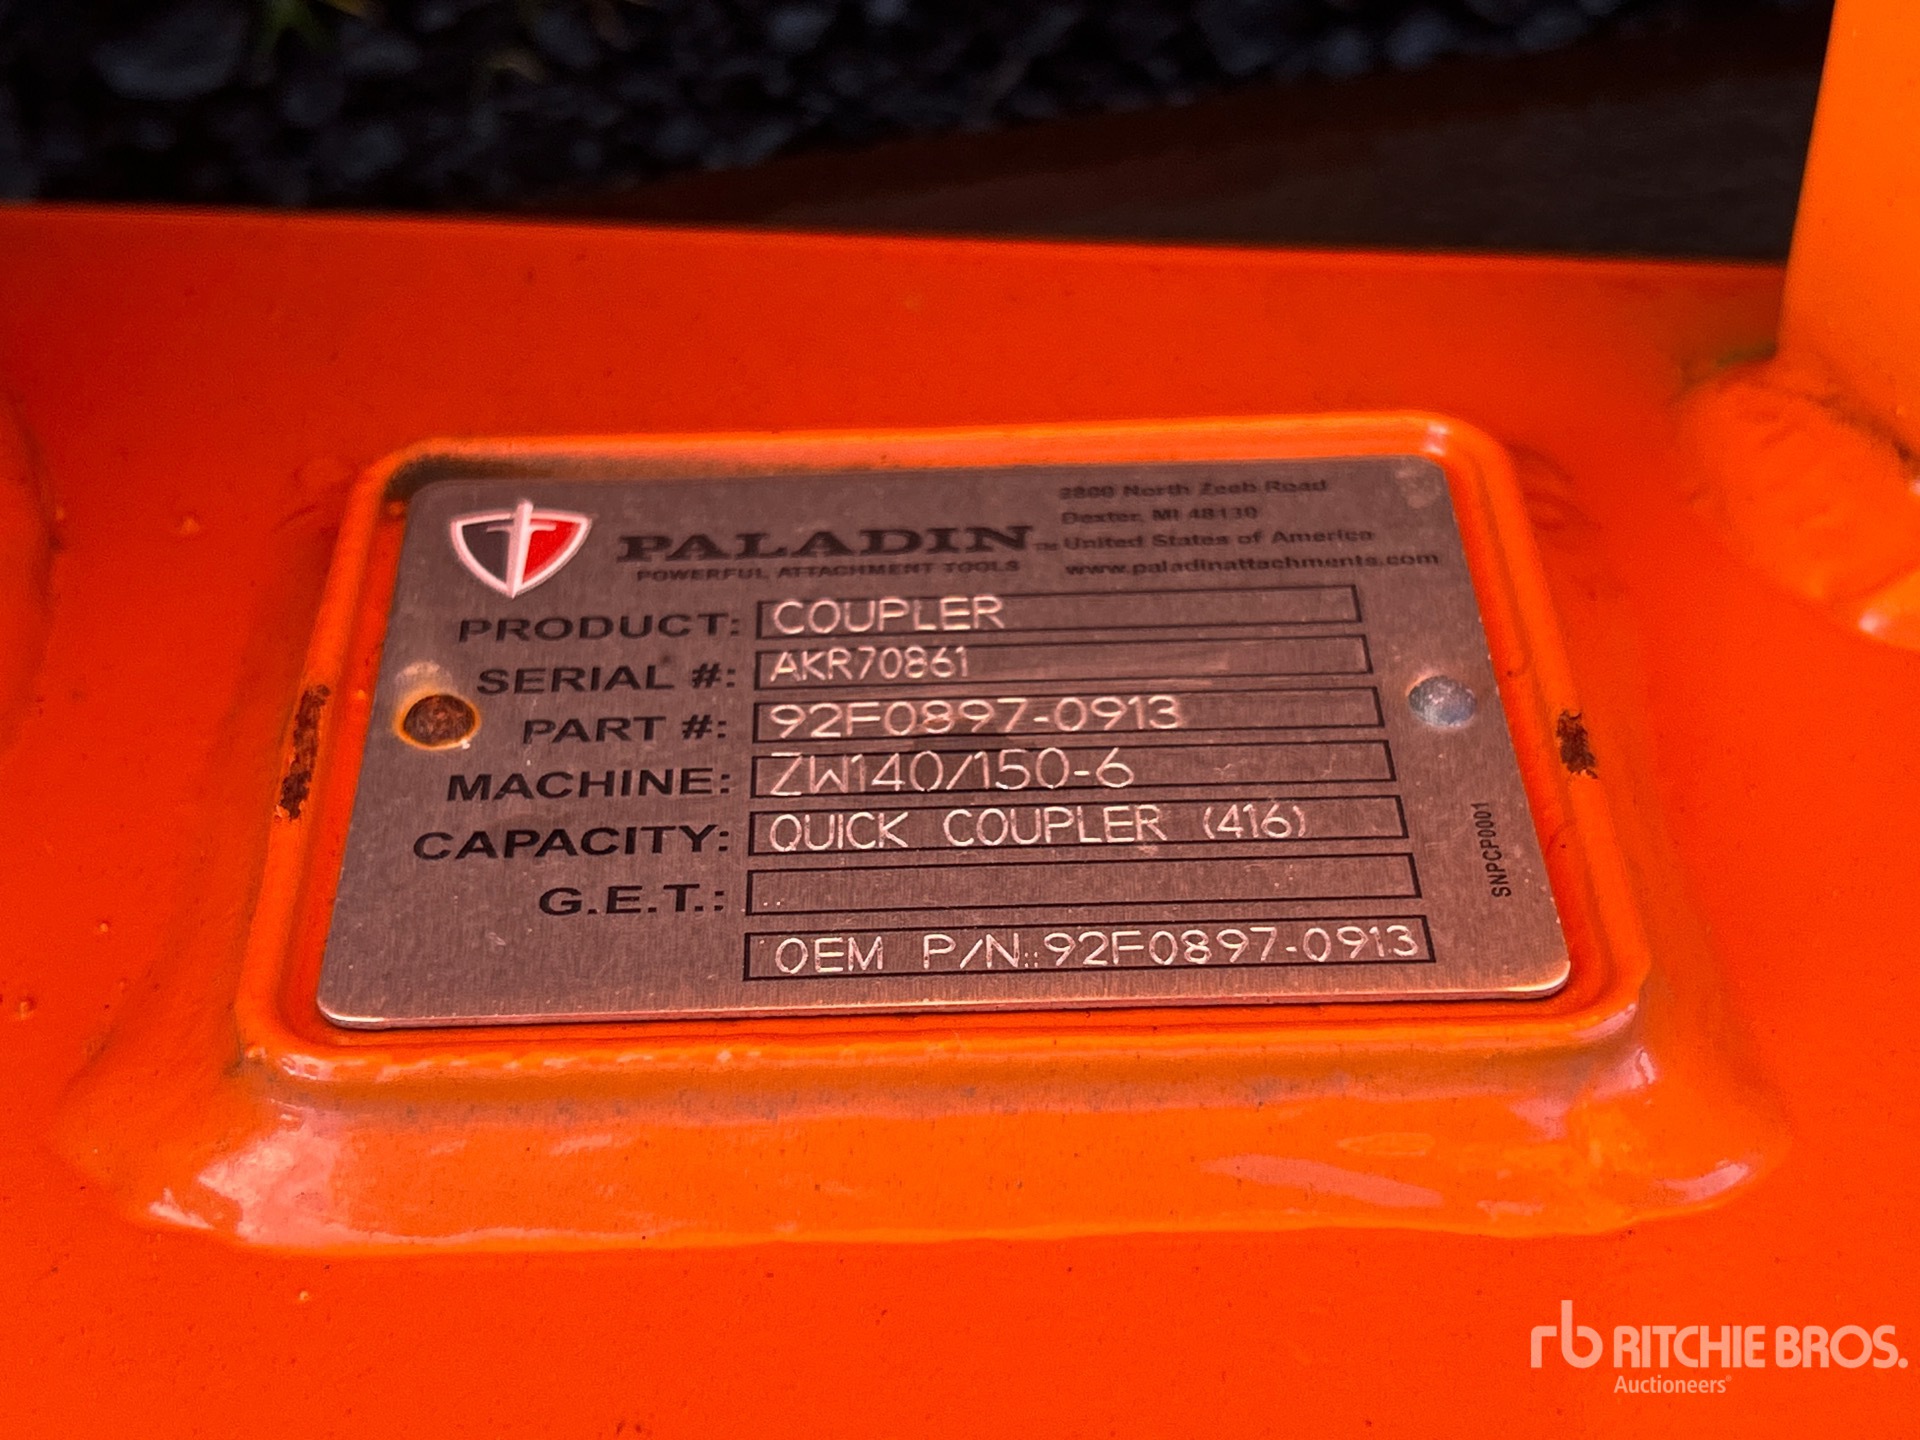 PALADIN™
POWERFUL ATTACHMENT TOOLS
2800 North Zeeb Road
Dexter, MI 48130
United States of America
www.paladinattachments.com
PRODUCT: COUPLER
SERIAL #: AKR70861
PART #: 92F0897-0913
MACHINE: ZW140/150-6
CAPACITY: QUICK COUPLER (416)
G.E.T.: ..
OEM P/N:: 92F0897-0913
SNPCP0001
rb RITCHIE BROS.
Auctioneers®